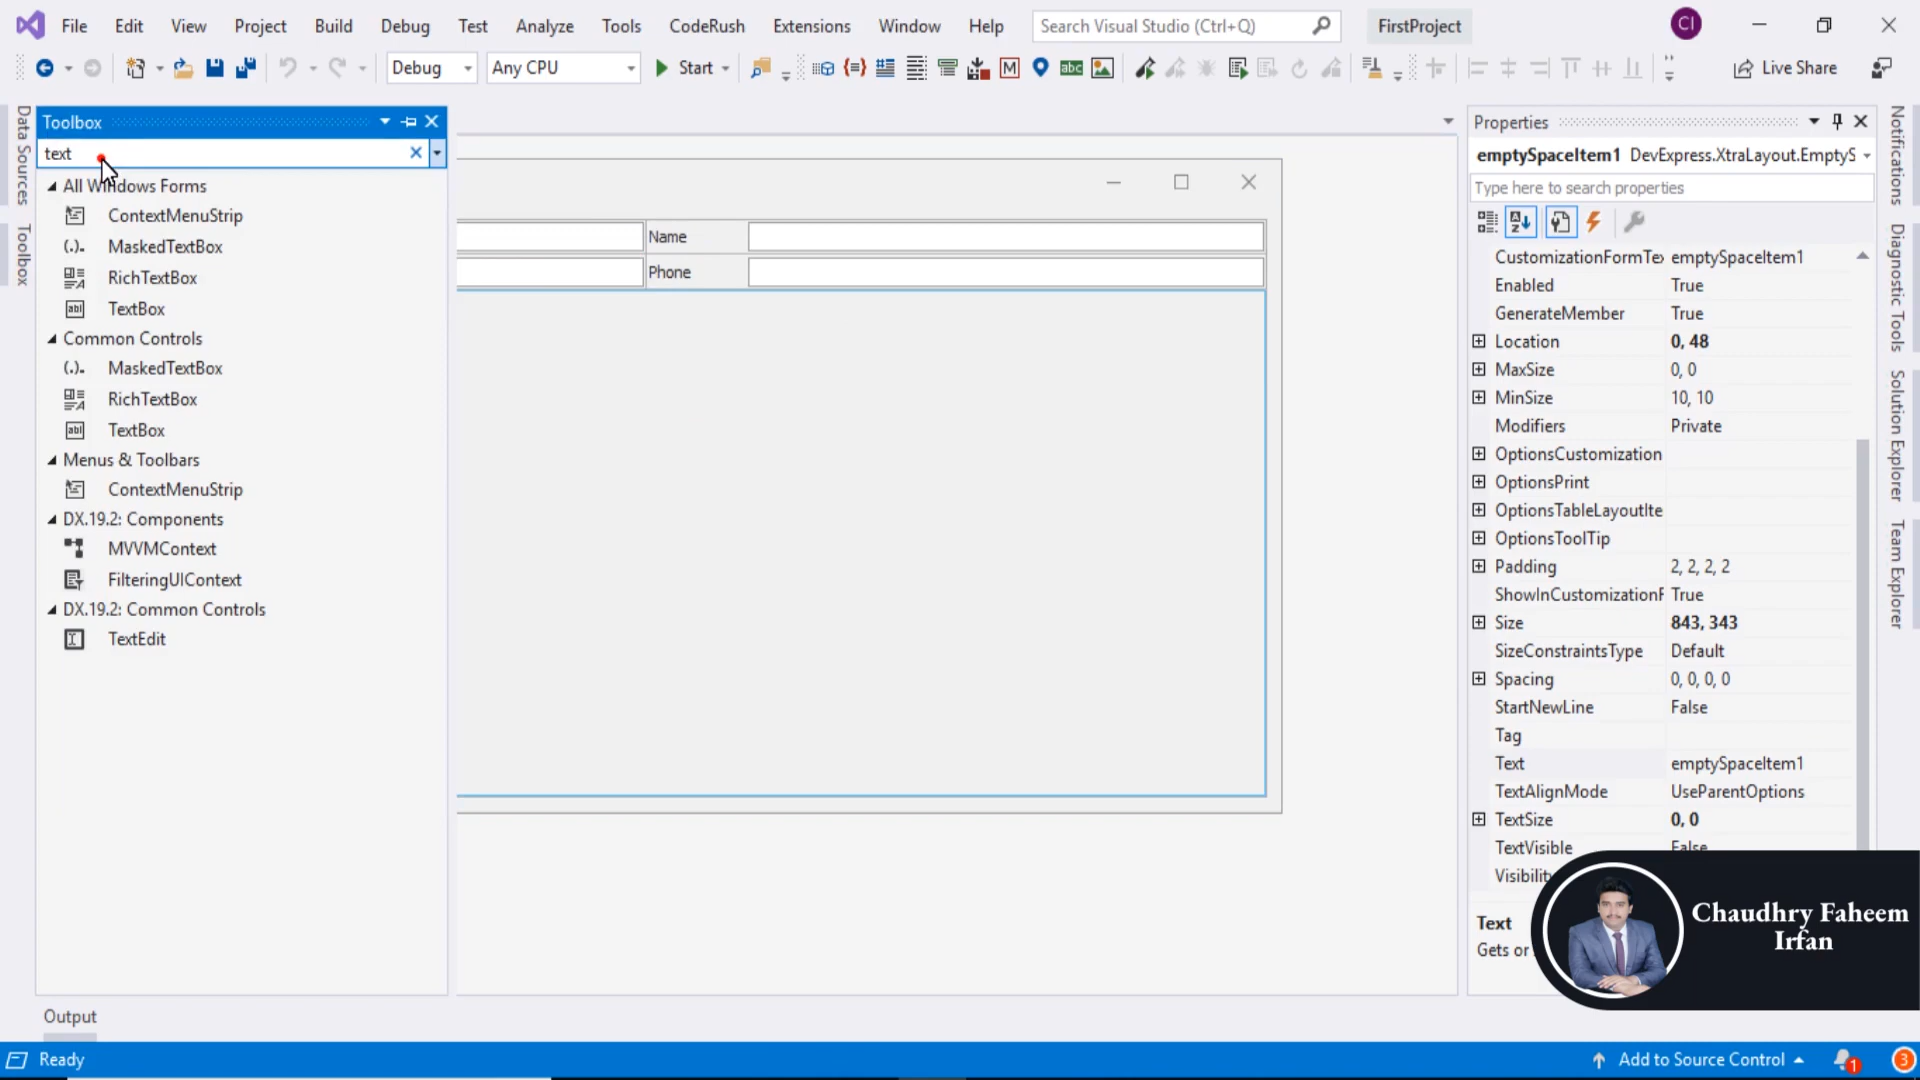 File Edit View Project Build Debug Test Analyze Tools CodeRush Extensions Window Help Search Visual Studio (Ctrl+Q) FirstProject CI
Debug Any CPU Start M abc Live Share
Data Sources
Toolbox
Toolbox
text
All Windows Forms
ContextMenuStrip
MaskedTextBox
RichTextBox
TextBox
Common Controls
MaskedTextBox
RichTextBox
TextBox
Menus & Toolbars
ContextMenuStrip
DX.19.2: Components
MVVMContext
FilteringUIContext
DX.19.2: Common Controls
TextEdit
Name
Phone
Properties
emptySpaceItem1 DevExpress.XtraLayout.EmptyS
Type here to search properties
CustomizationFormTex emptySpaceItem1
Enabled True
GenerateMember True
Location 0, 48
MaxSize 0, 0
MinSize 10, 10
Modifiers Private
OptionsCustomization
OptionsPrint
OptionsTableLayoutIte
OptionsToolTip
Padding 2, 2, 2, 2
ShowInCustomizationF True
Size 843, 343
SizeConstraintsType Default
Spacing 0, 0, 0, 0
StartNewLine False
Tag
Text emptySpaceItem1
TextAlignMode UseParentOptions
TextSize 0, 0
TextVisible False
Visibility
Text
Gets or
Chaudhry Faheem
Irfan
Notifications
Diagnostic Tools
Solution Explorer
Team Explorer
Output
Ready Add to Source Control 1 3